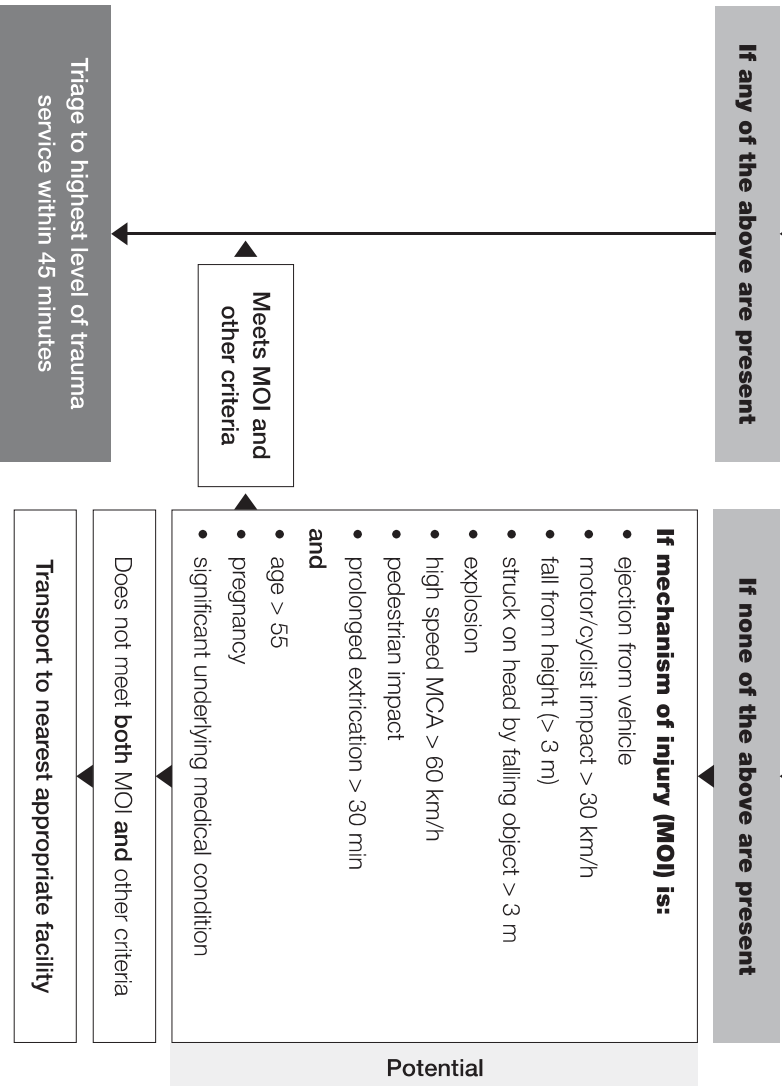 If any of the above are present
If none of the above are present
If mechanism of injury (MOI) is:
• ejection from vehicle
• motor/cyclist impact > 30 km/h
• fall from height (> 3 m)
• struck on head by falling object > 3 m
• explosion
• high speed MCA > 60 km/h
• pedestrian impact
• prolonged extrication > 30 min
and
• age > 55
• pregnancy
• significant underlying medical condition
Potential
Meets MOI and
other criteria
Does not meet both MOI and other criteria
Triage to highest level of trauma
service within 45 minutes
Transport to nearest appropriate facility